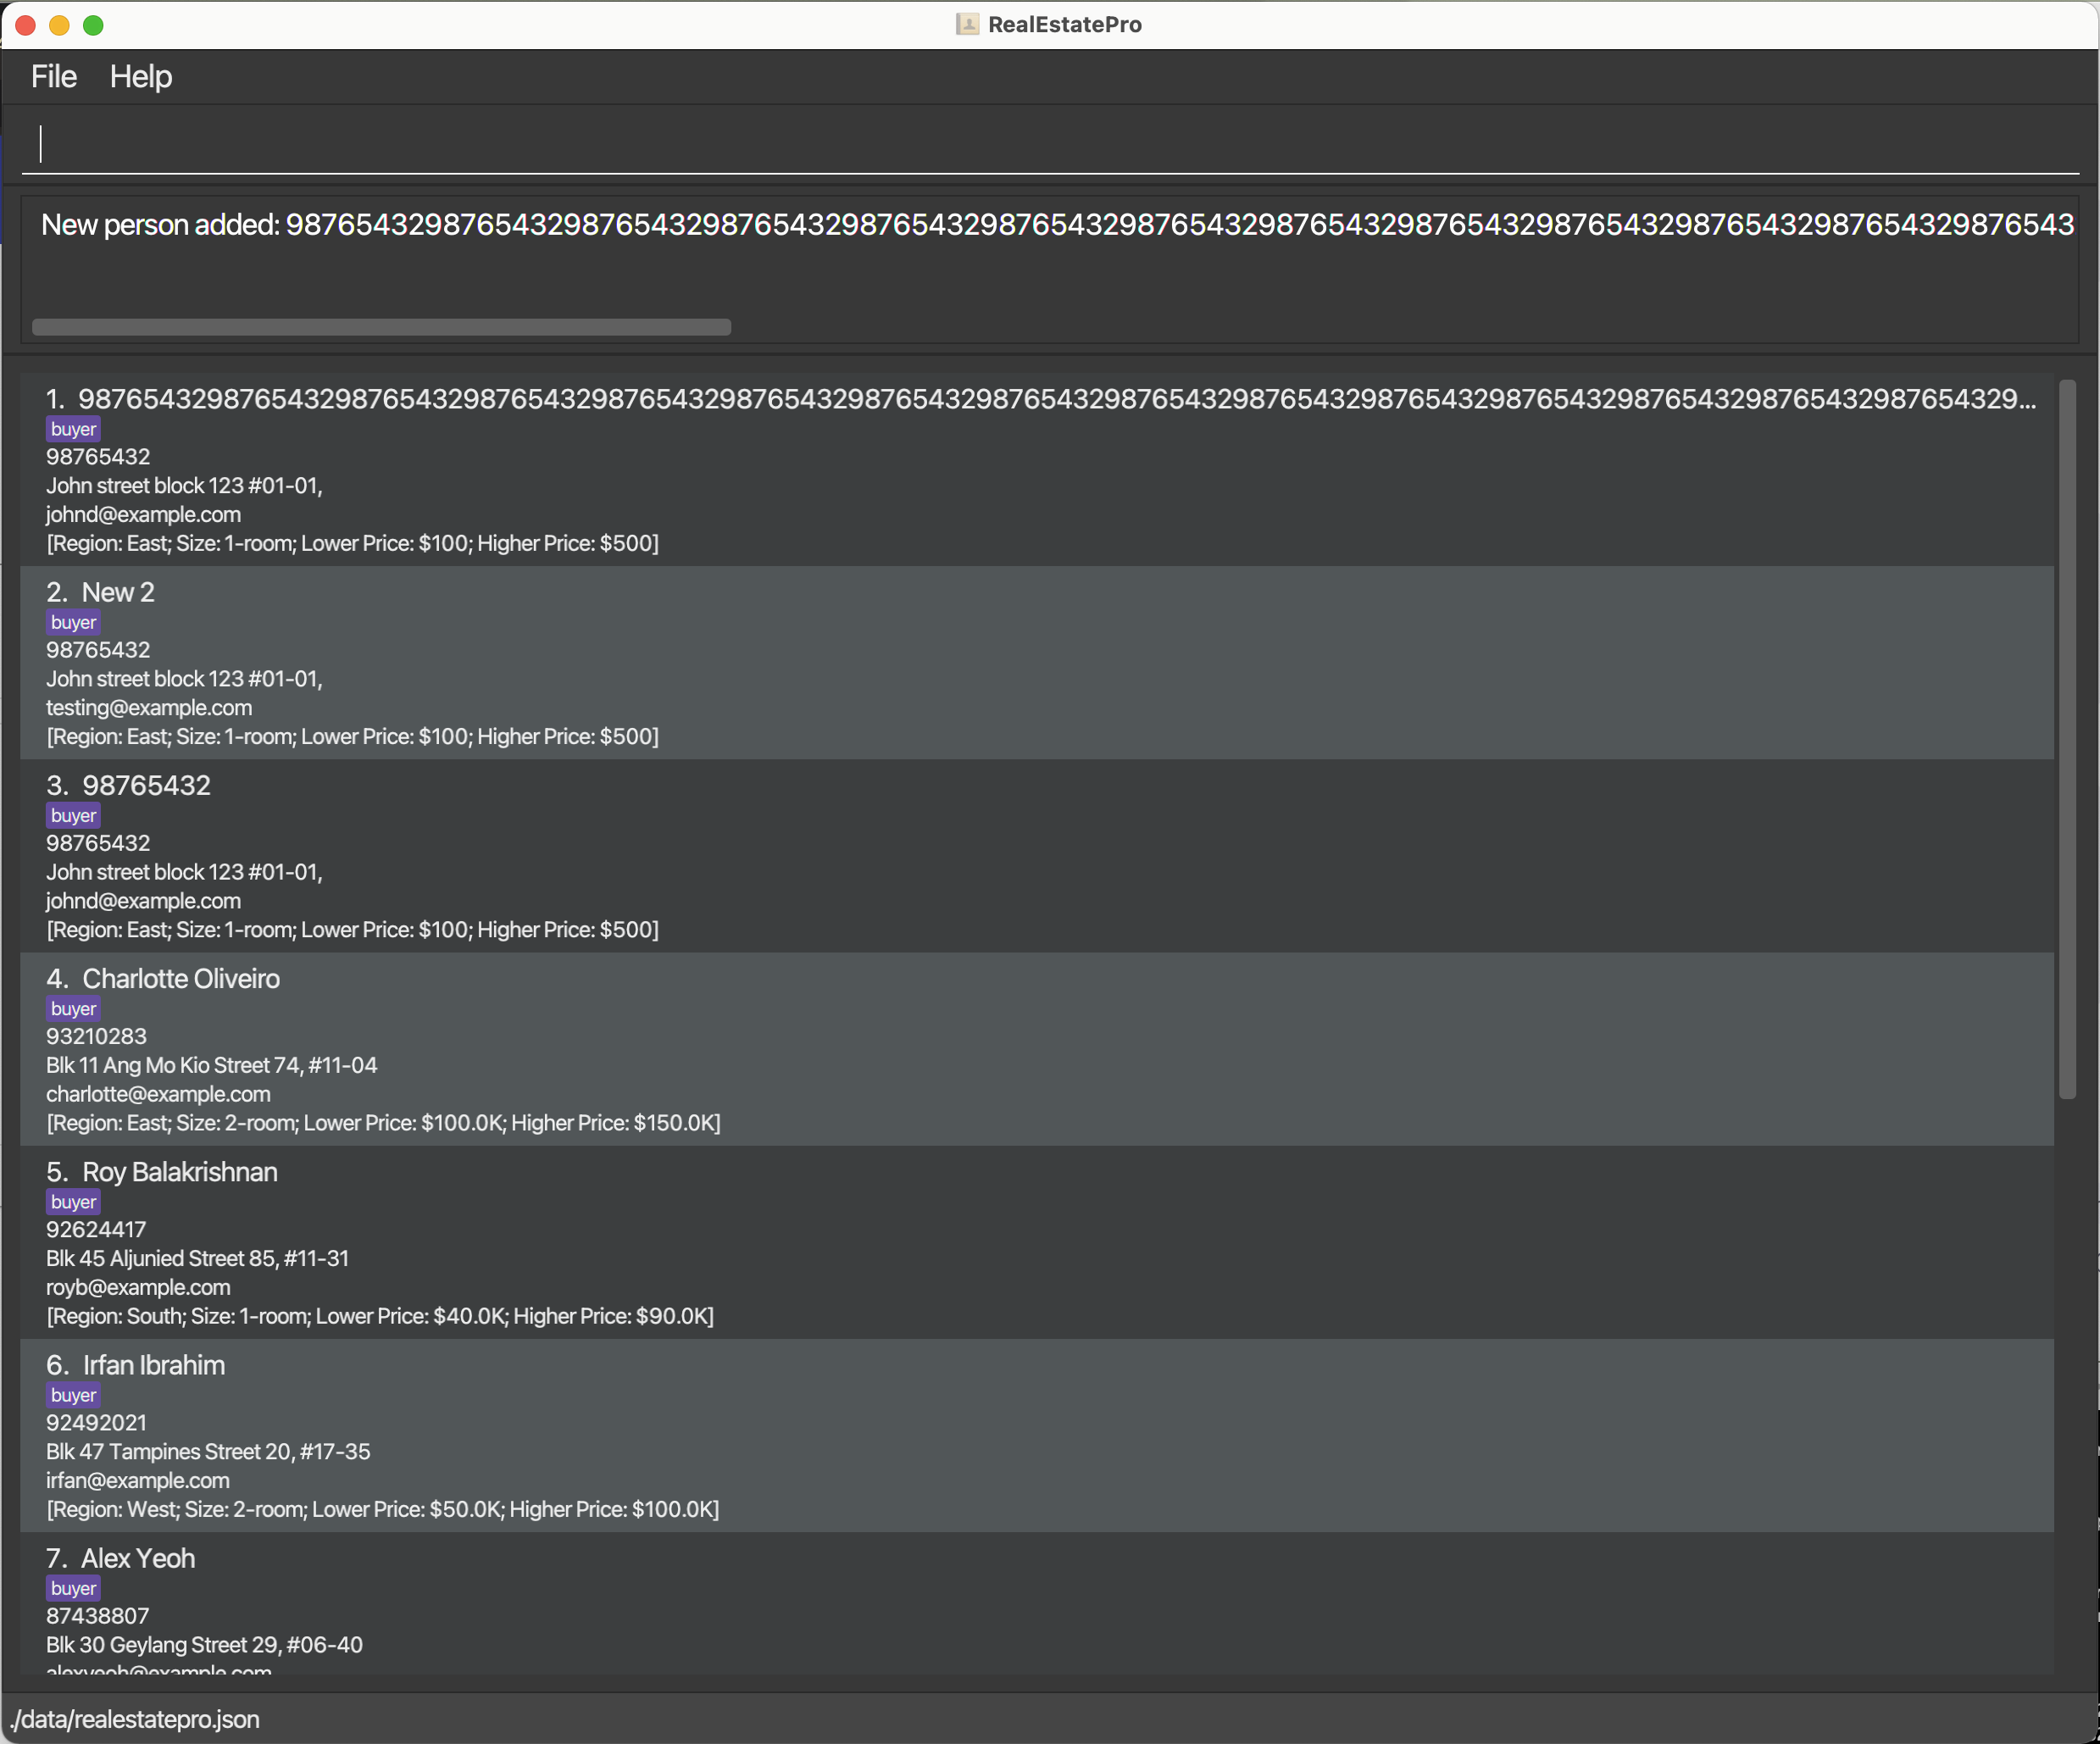 RealEstatePro
File Help
New person added: 98765432987654329876543298765432987654329876543298765432987654329876543298765432987654329876543
1. 987654329876543298765432987654329876543298765432987654329876543298765432987654329876543298765432987654329...
buyer
98765432
John street block 123 #01-01,
johnd@example.com
[Region: East; Size: 1-room; Lower Price: $100; Higher Price: $500]
2. New 2
buyer
98765432
John street block 123 #01-01,
testing@example.com
[Region: East; Size: 1-room; Lower Price: $100; Higher Price: $500]
3. 98765432
buyer
98765432
John street block 123 #01-01,
johnd@example.com
[Region: East; Size: 1-room; Lower Price: $100; Higher Price: $500]
4. Charlotte Oliveiro
buyer
93210283
Blk 11 Ang Mo Kio Street 74, #11-04
charlotte@example.com
[Region: East; Size: 2-room; Lower Price: $100.0K; Higher Price: $150.0K]
5. Roy Balakrishnan
buyer
92624417
Blk 45 Aljunied Street 85, #11-31
royb@example.com
[Region: South; Size: 1-room; Lower Price: $40.0K; Higher Price: $90.0K]
6. Irfan Ibrahim
buyer
92492021
Blk 47 Tampines Street 20, #17-35
irfan@example.com
[Region: West; Size: 2-room; Lower Price: $50.0K; Higher Price: $100.0K]
7. Alex Yeoh
buyer
87438807
Blk 30 Geylang Street 29, #06-40
alexyeoh@example.com
./data/realestatepro.json